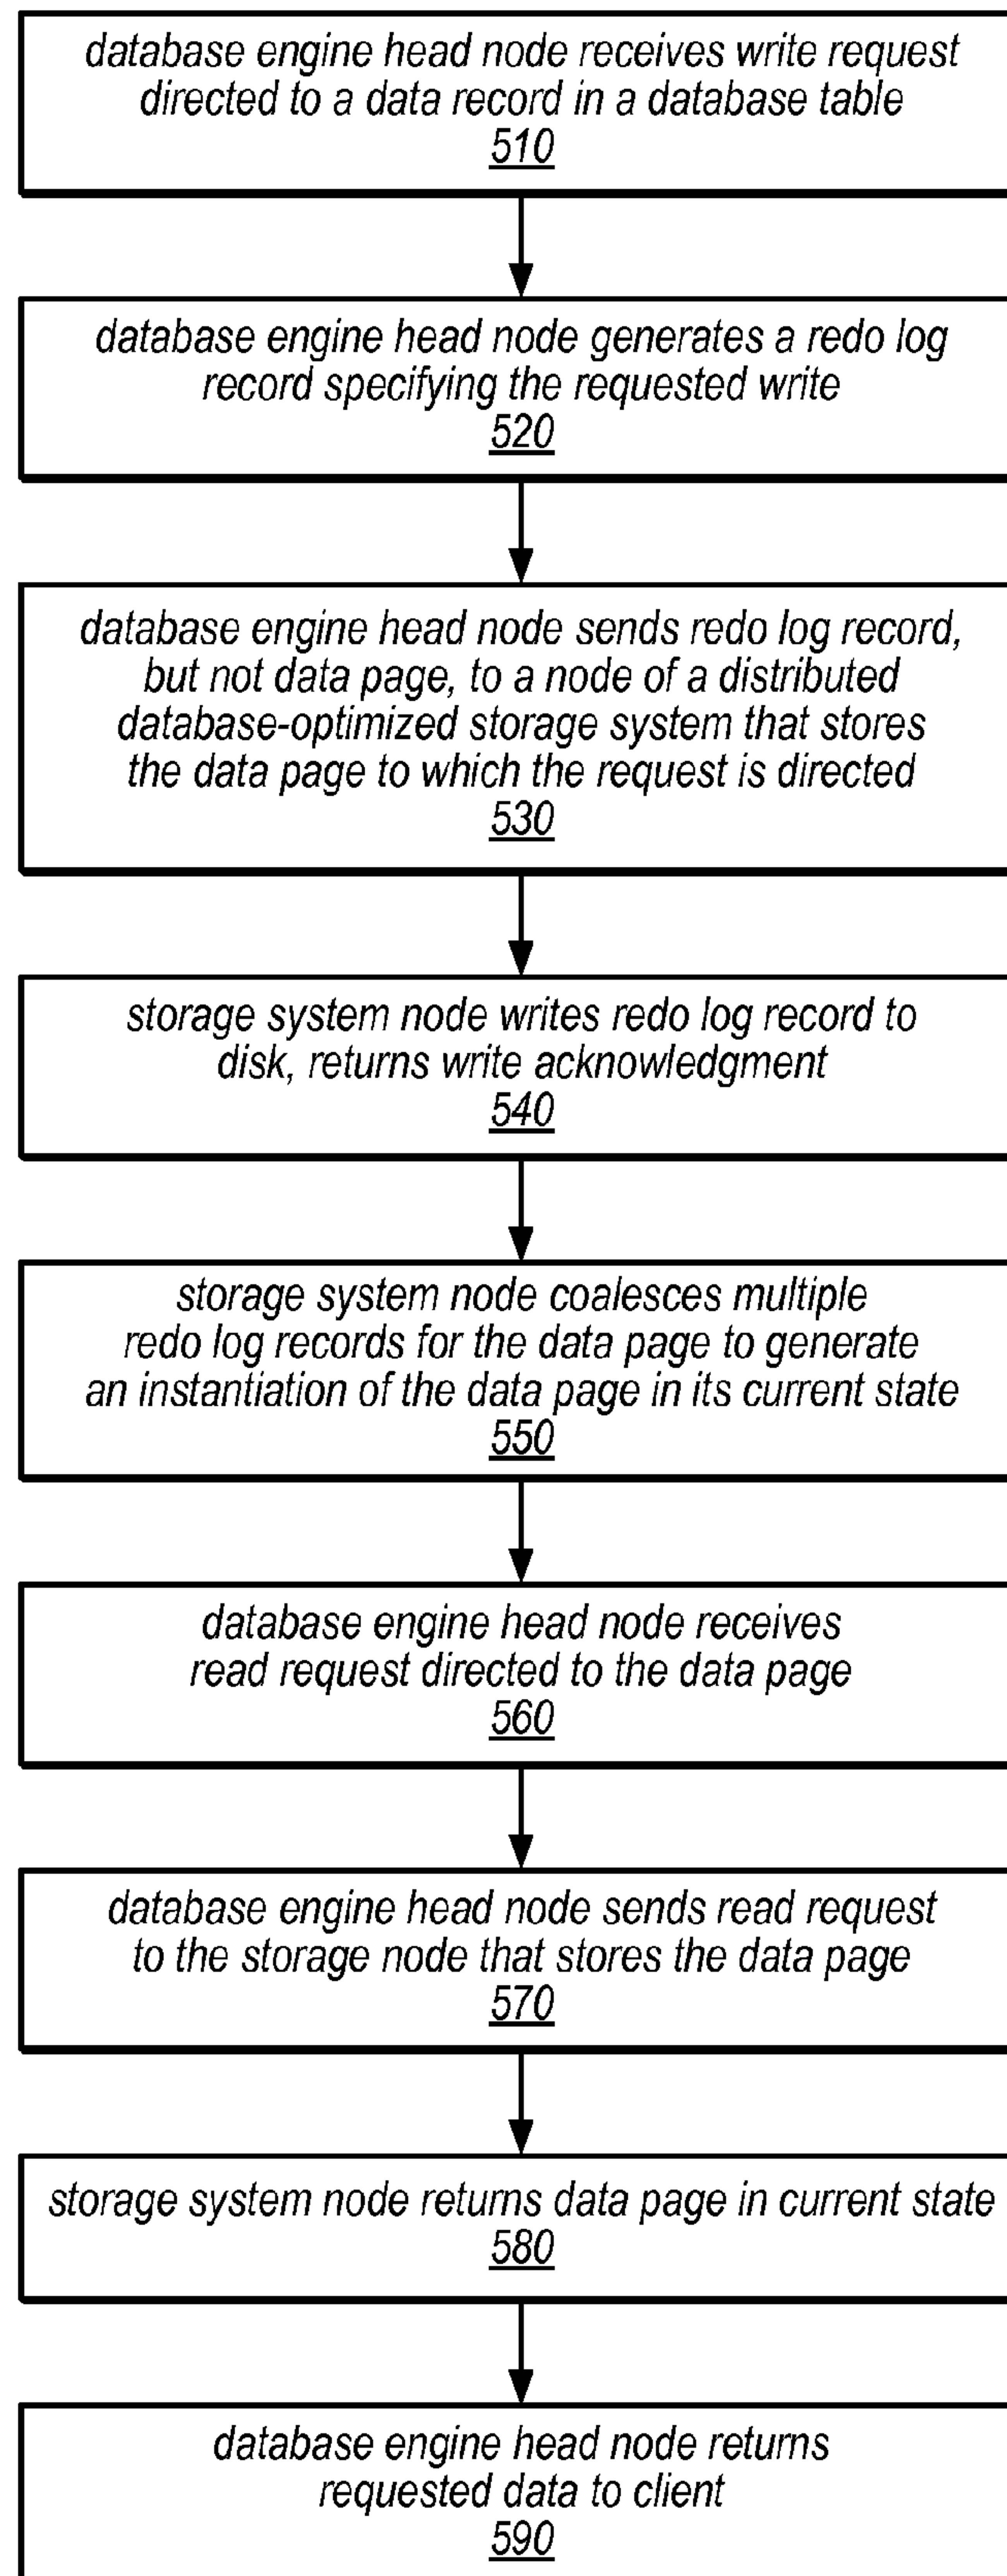 database engine head node receives write request
directed to a data record in a database table
510
database engine head node generates a redo log
record specifying the requested write
520
database engine head node sends redo log record,
but not data page, to a node of a distributed
database-optimized storage system that stores
the data page to which the request is directed
530
storage system node writes redo log record to
disk, returns write acknowledgment
540
storage system node coalesces multiple
redo log records for the data page to generate
an instantiation of the data page in its current state
550
database engine head node receives
read request directed to the data page
560
database engine head node sends read request
to the storage node that stores the data page
570
storage system node returns data page in current state
580
database engine head node returns
requested data to client
590